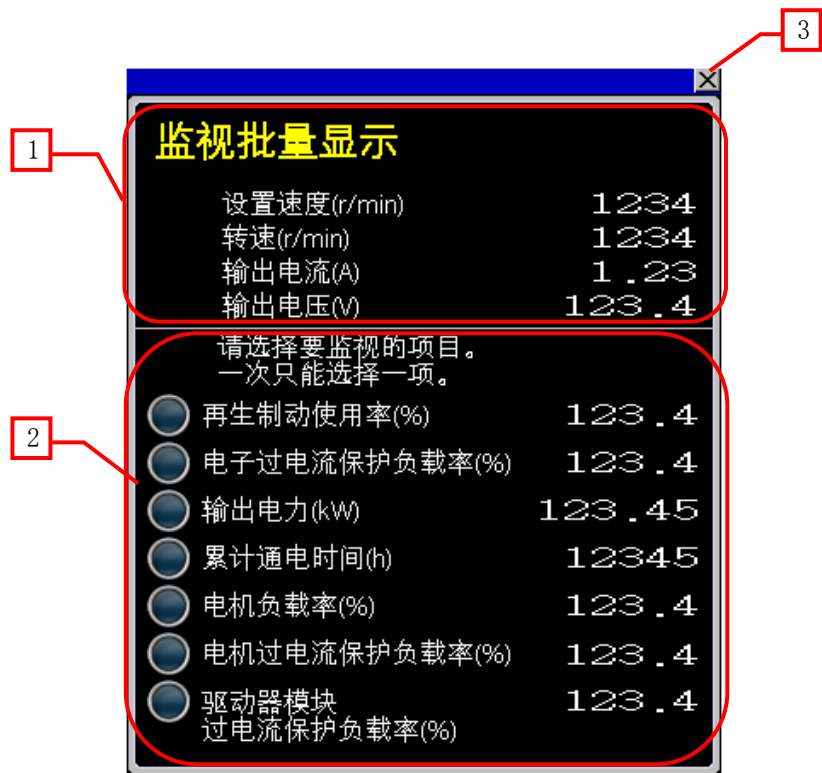 3
1
监视批量显示
设置速度(r/min) 1234
转速(r/min) 1234
输出电流(A) 1.23
输出电压(V) 123.4
请选择要监视的项目。
一次只能选择一项。
2
再生制动使用率(%) 123.4
电子过电流保护负载率(%) 123.4
输出电力(kW) 123.45
累计通电时间(h) 12345
电机负载率(%) 123.4
电机过电流保护负载率(%) 123.4
驱动器模块 123.4
过电流保护负载率(%)